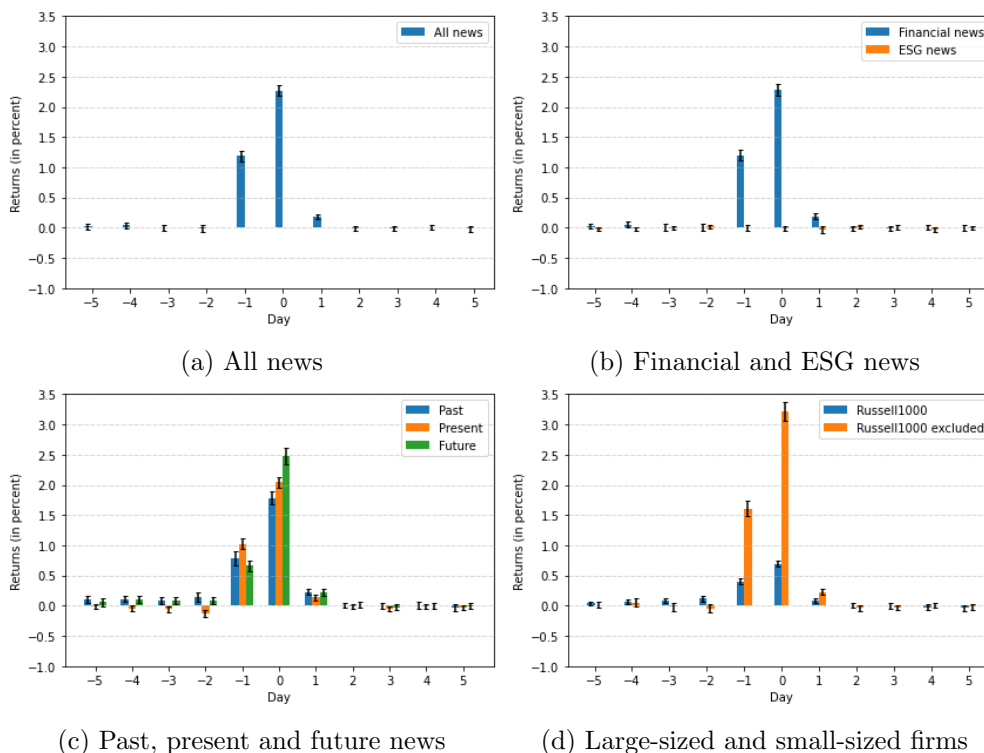 3.5
3.0
2.5
2.0
1.5
1.0
0.5
0.0
−0.5
−1.0
Returns (in percent)
All news
−5 −4 −3 −2 −1 0 1 2 3 4 5
Day
(a) All news
3.5
3.0
2.5
2.0
1.5
1.0
0.5
0.0
−0.5
−1.0
Returns (in percent)
Financial news
ESG news
−5 −4 −3 −2 −1 0 1 2 3 4 5
Day
(b) Financial and ESG news
3.5
3.0
2.5
2.0
1.5
1.0
0.5
0.0
−0.5
−1.0
Returns (in percent)
Past
Present
Future
−5 −4 −3 −2 −1 0 1 2 3 4 5
Day
(c) Past, present and future news
3.5
3.0
2.5
2.0
1.5
1.0
0.5
0.0
−0.5
−1.0
Returns (in percent)
Russell1000
Russell1000 excluded
−5 −4 −3 −2 −1 0 1 2 3 4 5
Day
(d) Large-sized and small-sized firms